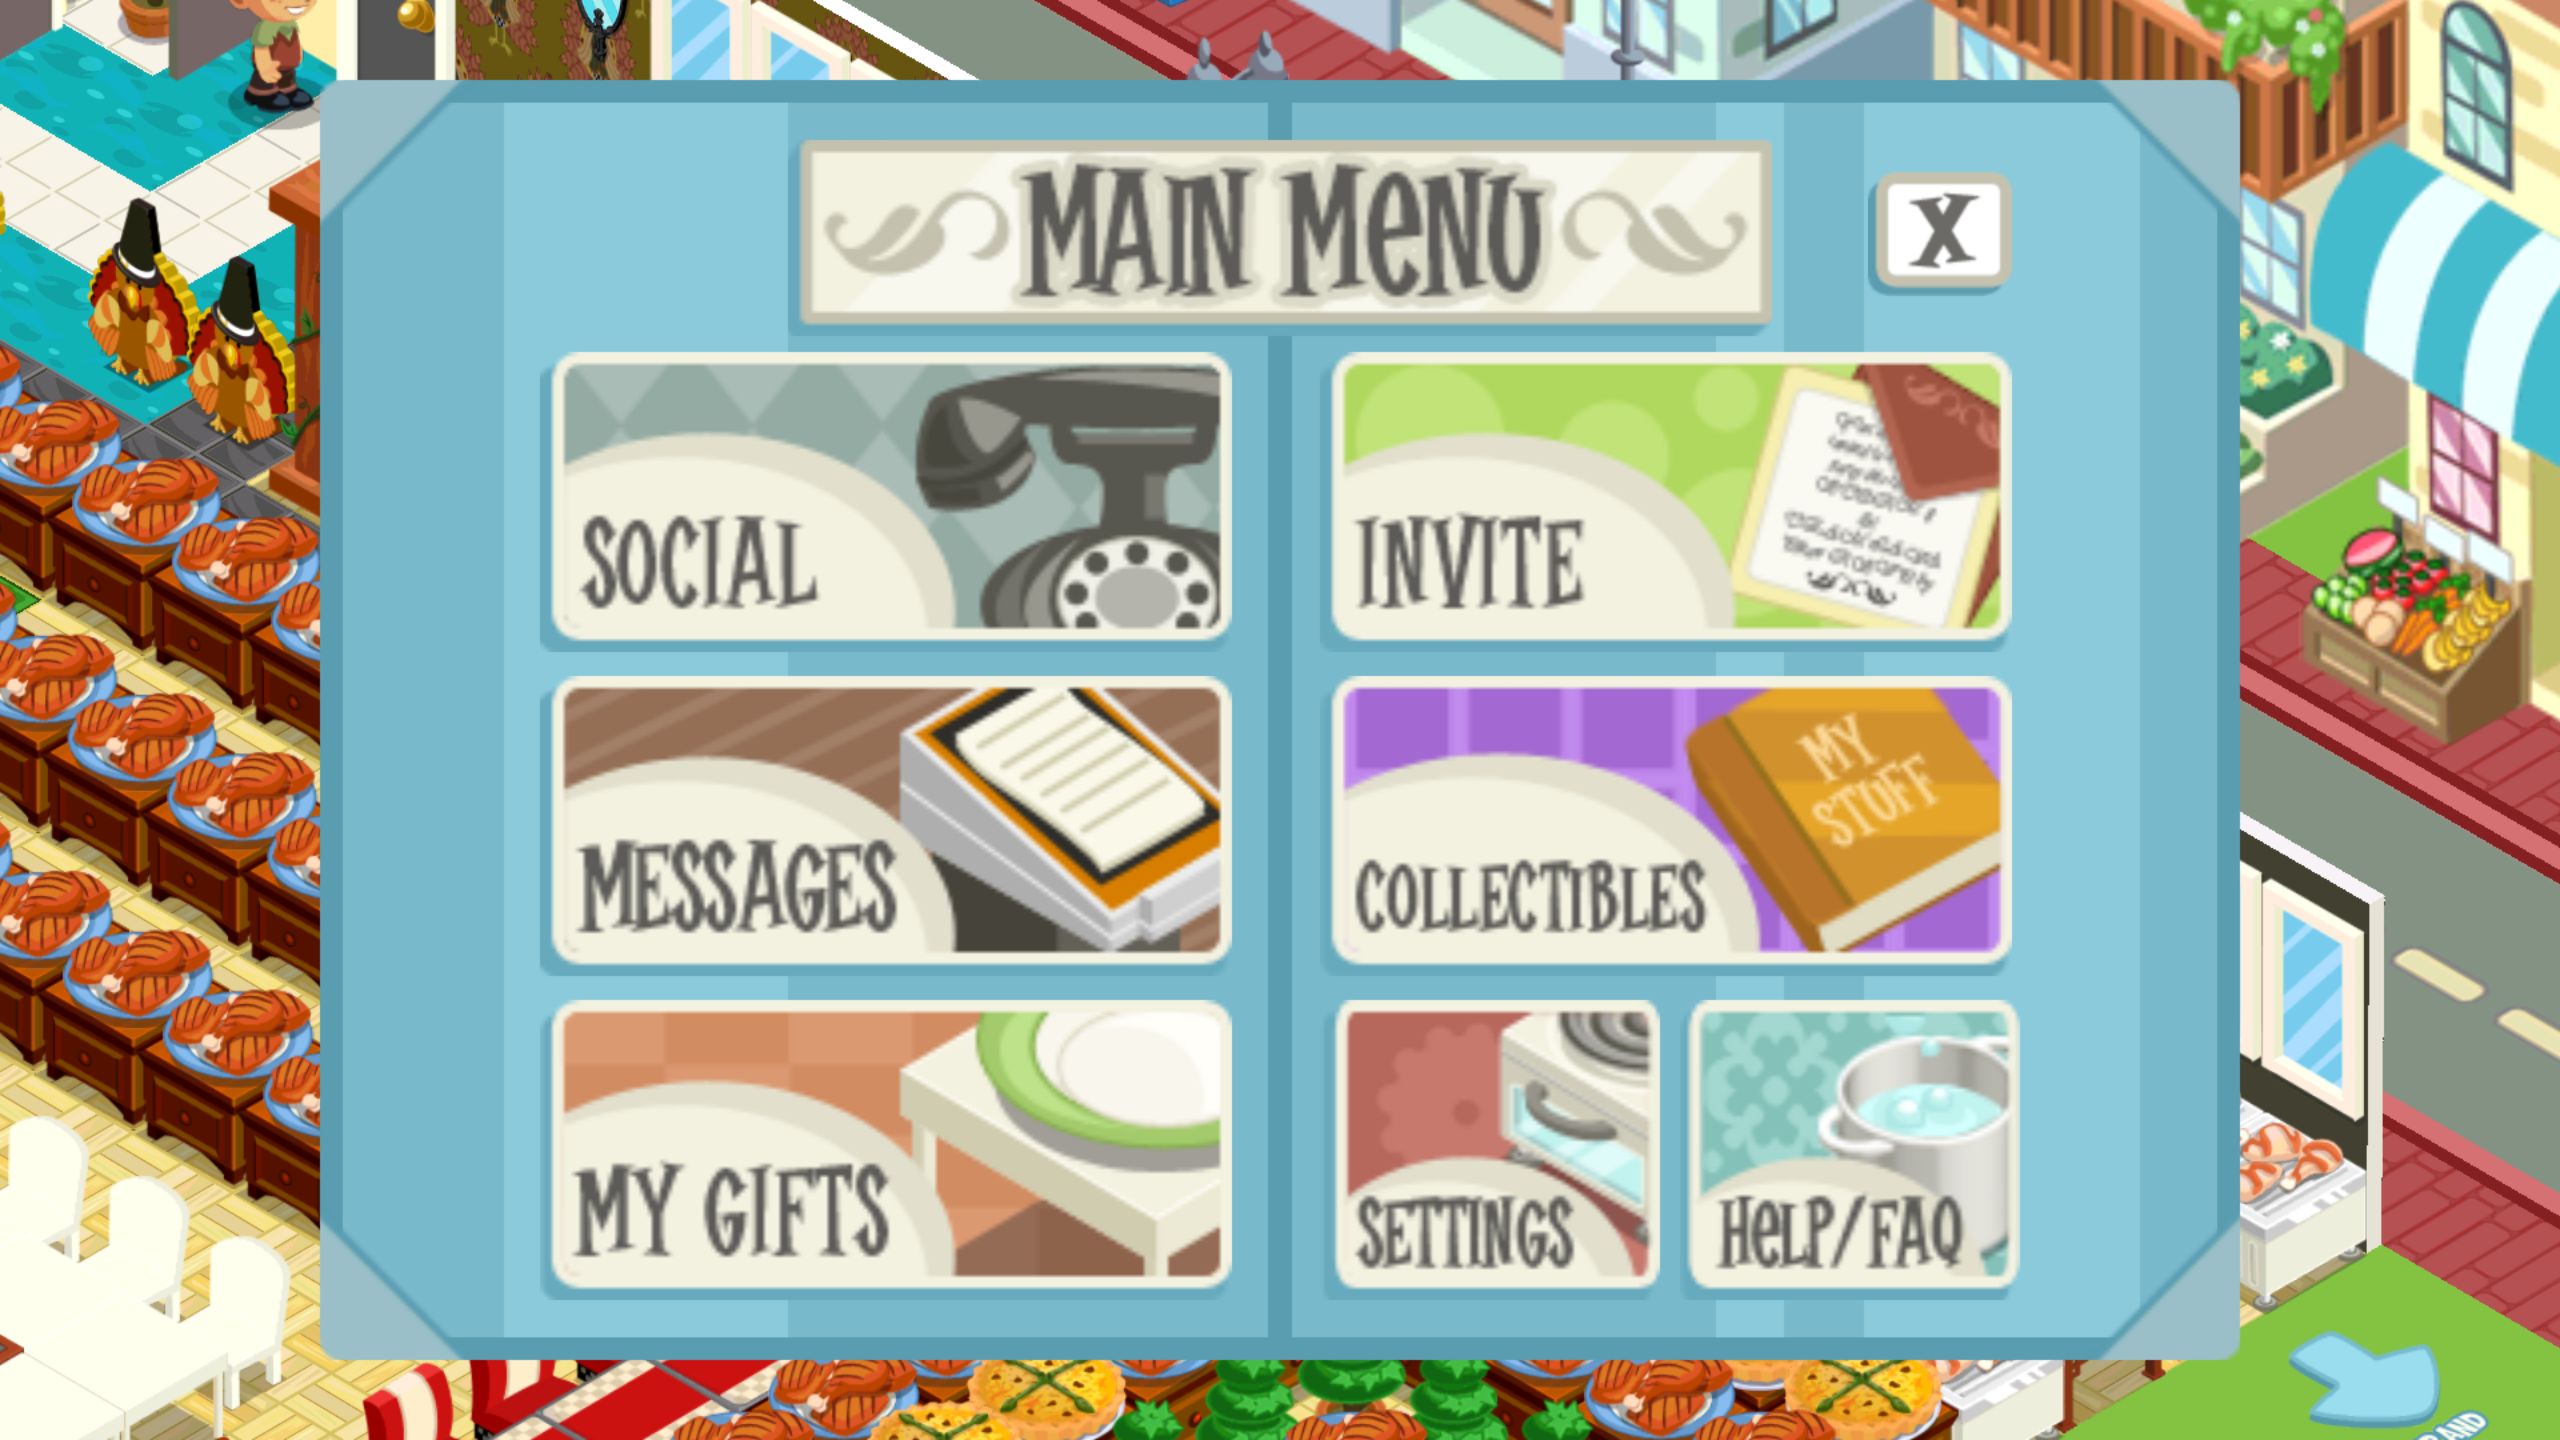 MAIN MENU
X
SOCIAL
INVITE
MESSAGES
MY
STUFF
COLLECTIBLES
MY GIFTS
SETTINGS
HELP/FAQ